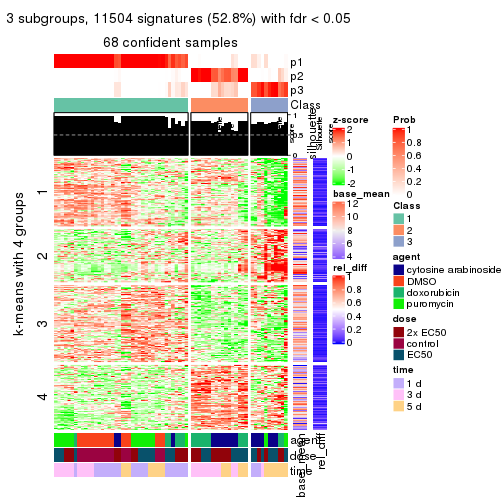 3 subgroups, 11504 signatures (52.8%) with fdr < 0.05
68 confident samples
p1
p2
p3
Class
1
0.5
0
silhouette
score
k-means with 4 groups
1
2
3
4
agent
dose
time
base_mean
rel_diff
z-score
2
1
0
-1
-2
base_mean
12
10
8
6
4
rel_diff
1
0.8
0.6
0.4
0.2
0
Prob
1
0.8
0.6
0.4
0.2
0
Class
1
2
3
agent
cytosine arabinoside
DMSO
doxorubicin
puromycin
dose
2x EC50
control
EC50
time
1 d
3 d
5 d